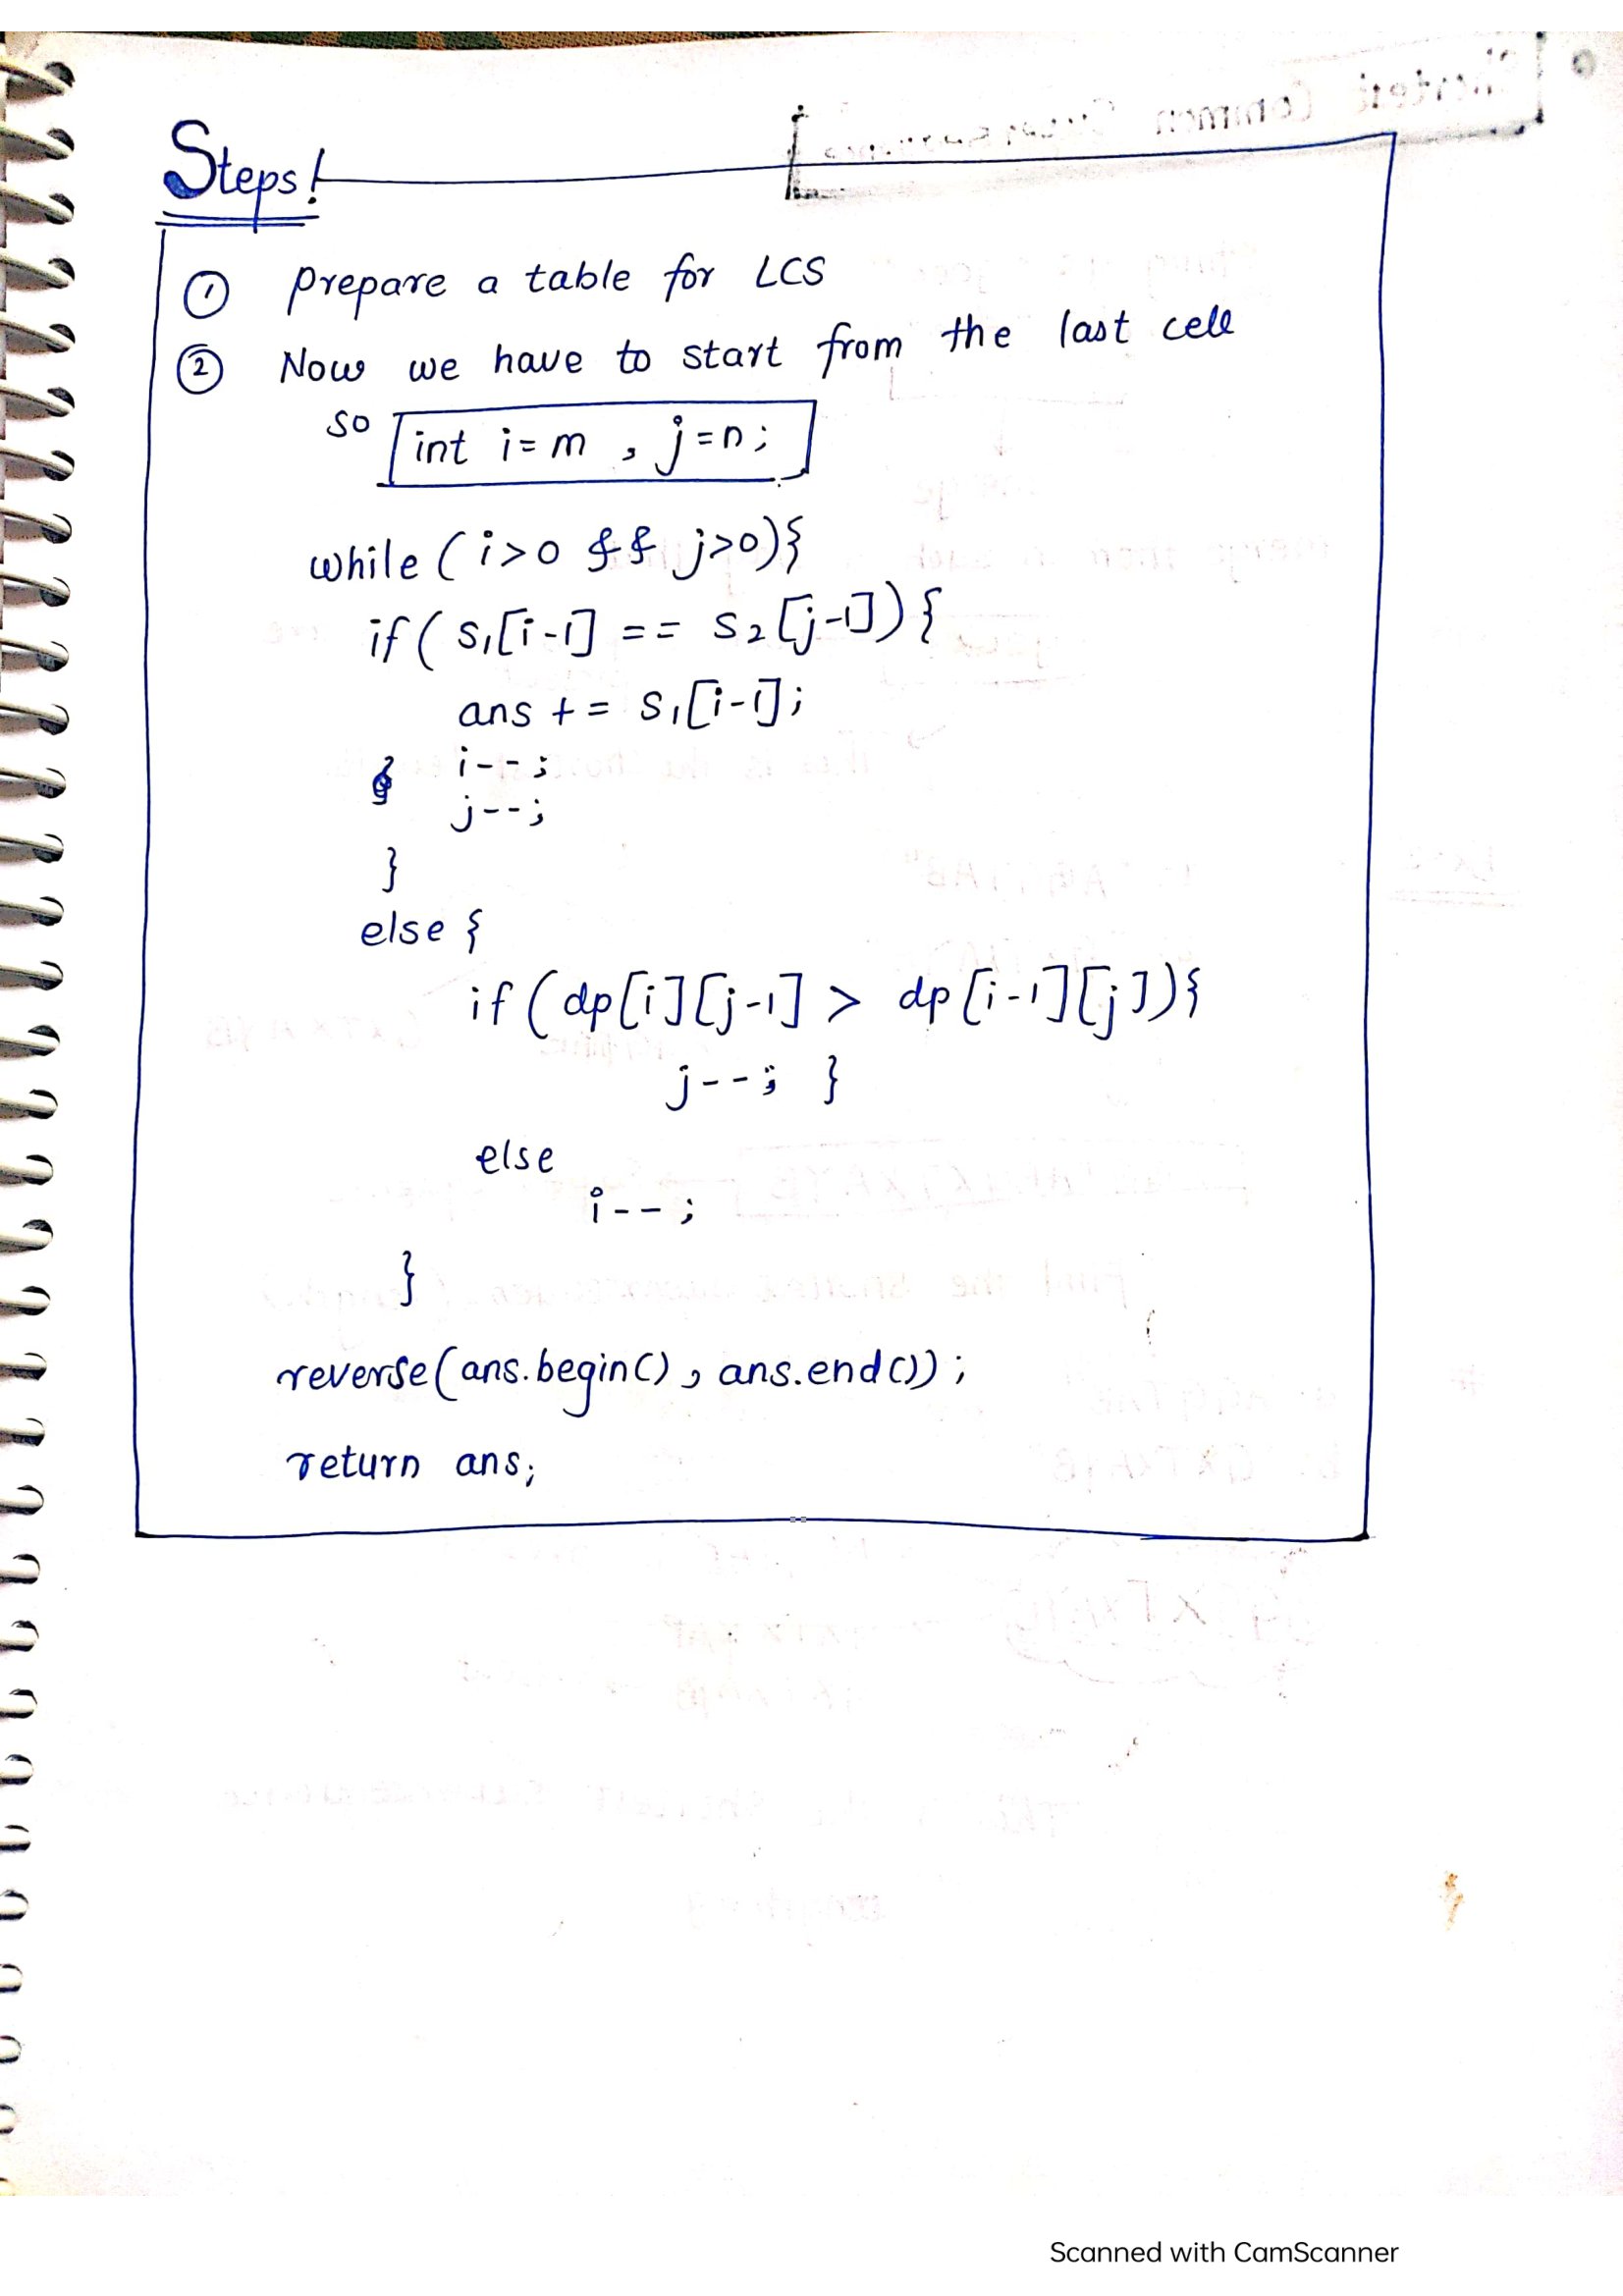 Steps!
① Prepare a table for LCS
② Now we have to start from the last cell
so int i=m , j=n;
while (i>0 && j>0){
if( s1[i-1] == s2[j-1]){
ans += s1[i-1];
i--;
j--;
}
else {
if ( dp[i][j-1] > dp[i-1][j]){
j--; }
else
i-- ;
}
reverse(ans.begin() , ans.end()) ;
return ans;
Scanned with CamScanner